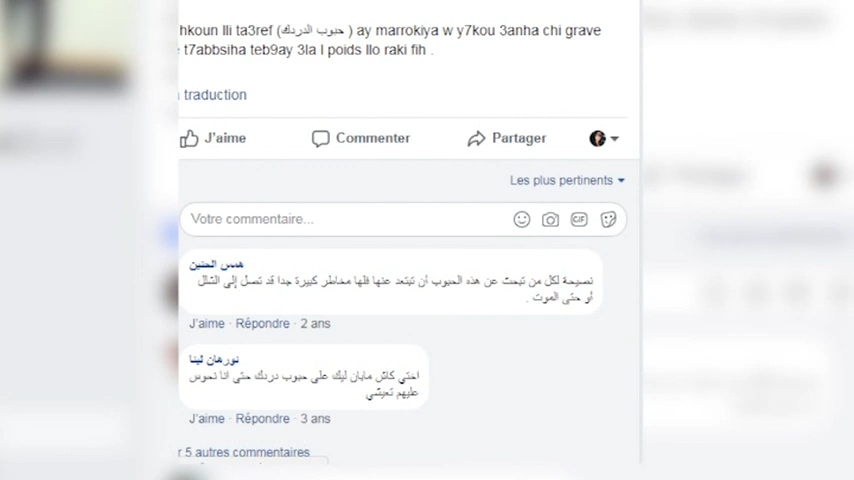 hkoun lli ta3ref (حبوب الدردك ) ay marrokiya w y7kou 3anha chi grave
t7abbsiha teb9ay 3la l poids llo raki fih .
traduction
J'aime Commenter Partager
Les plus pertinents
Votre commentaire...
GIF
همس الحنين
نصيحة لكل من تبحث عن هذه الحبوب أن تبتعد عنها فلها مخاطر كبيرة جدا قد تصل إلى الشلل
أو حتى الموت .
J'aime · Répondre · 2 ans
نورهان لينا
اختي كاش مابان ليك على حبوب دردك حتى انا نحوس
عليهم تعيشي
J'aime · Répondre · 3 ans
r 5 autres commentaires